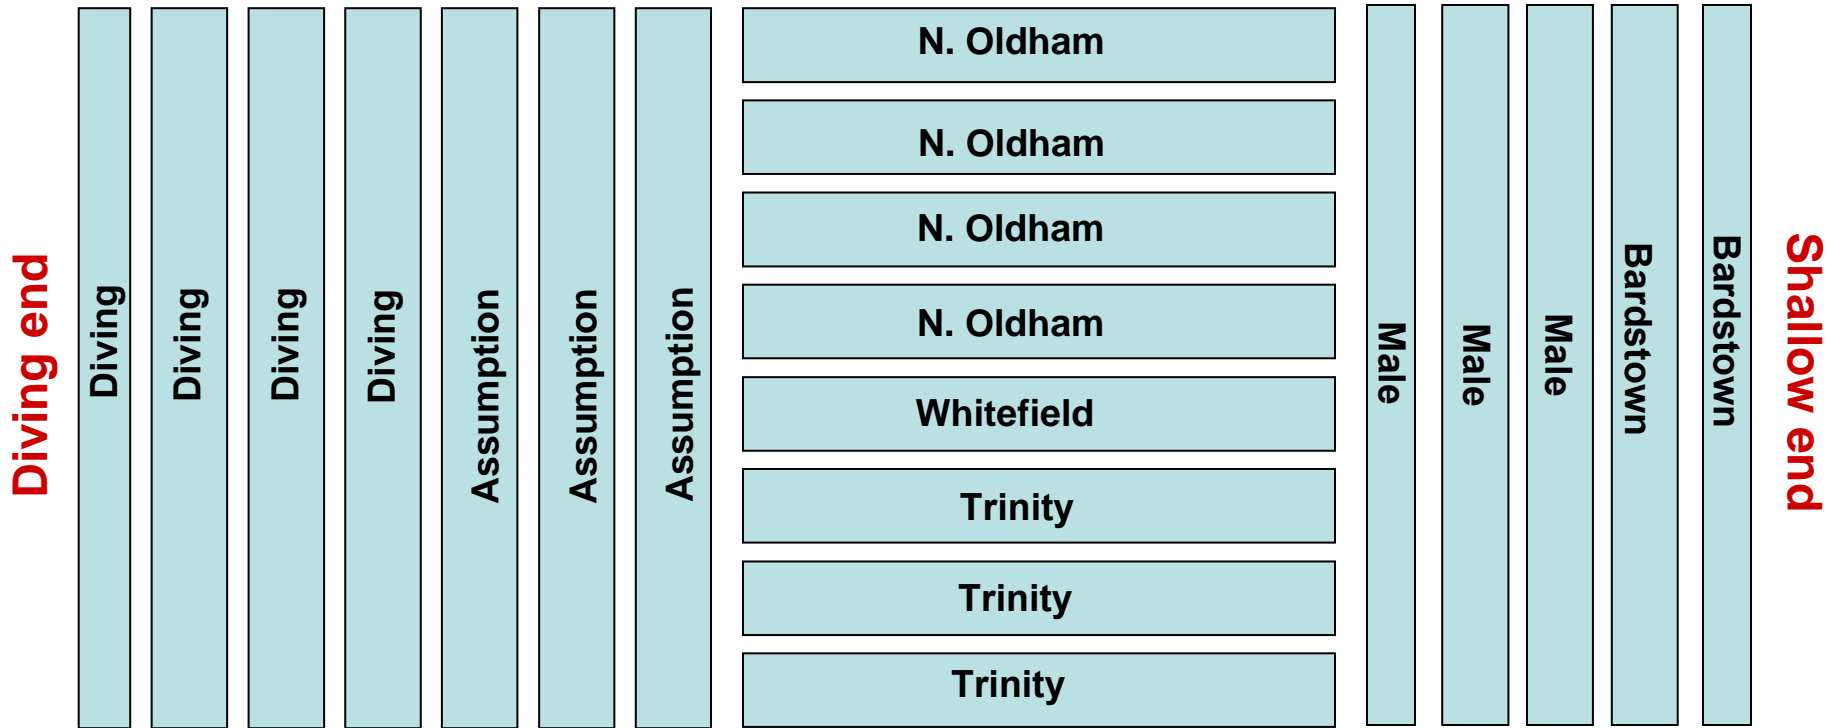 Diving end
Diving
Diving
Diving
Diving
Assumption
Assumption
Assumption
N. Oldham
N. Oldham
N. Oldham
N. Oldham
Whitefield
Trinity
Trinity
Trinity
Male
Male
Male
Bardstown
Bardstown
Shallow end